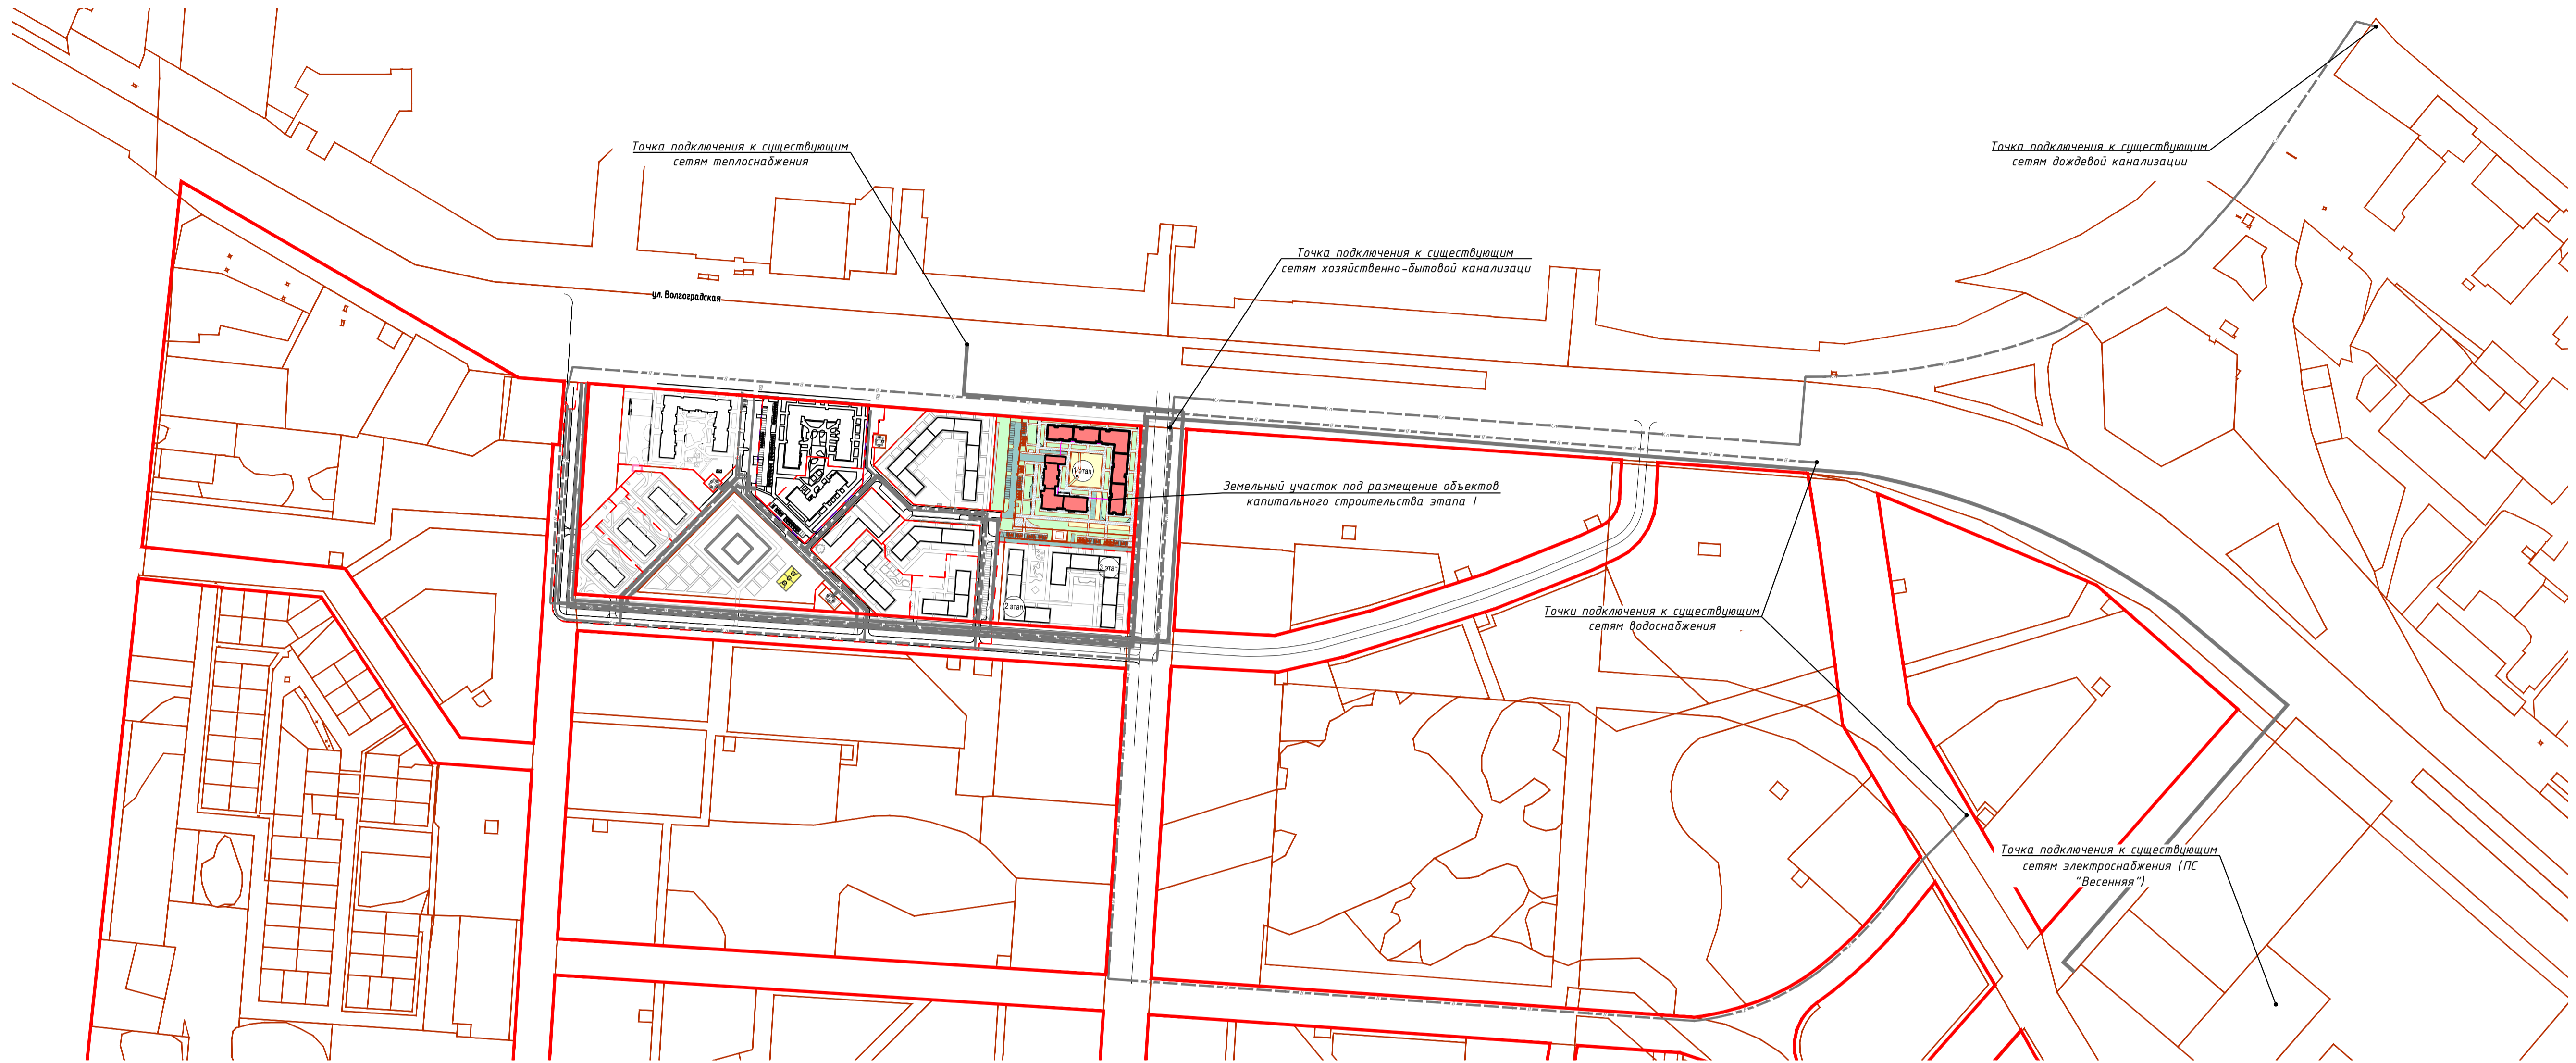 Точка подключения к существующим
сетям теплоснабжения
Точка подключения к существующим
сетям дождевой канализации
Точка подключения к существующим
сетям хозяйственно-бытовой канализаци
ул. Волгоградская
1 этап
Земельный участок под размещение объектов
капитального строительства этапа I
3 этап
2 этап
Точки подключения к существующим
сетям водоснабжения
Точка подключения к существующим
сетям электроснабжения (ПС
"Весенняя")